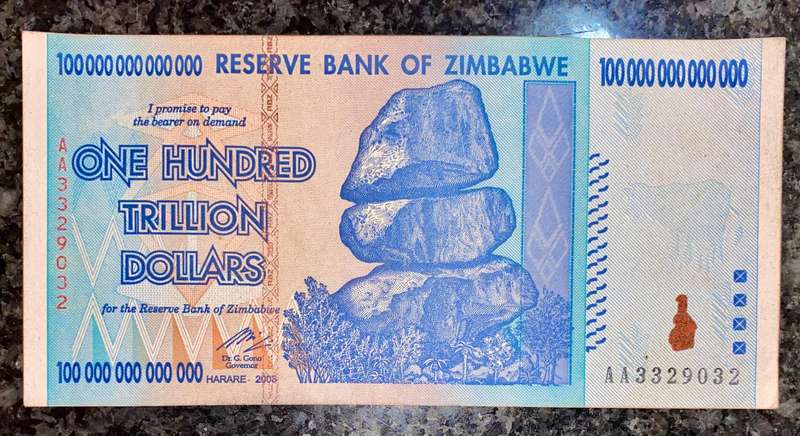 100 000 000 000 000
RESERVE BANK OF ZIMBABWE
100 000 000 000 000
I promise to pay
the bearer on demand
AA3329032
ONE HUNDRED
TRILLION
DOLLARS
for the Reserve Bank of Zimbabwe
Dr. G. Gono
Governor
100 000 000 000 000
HARARE 2008
AA3329032